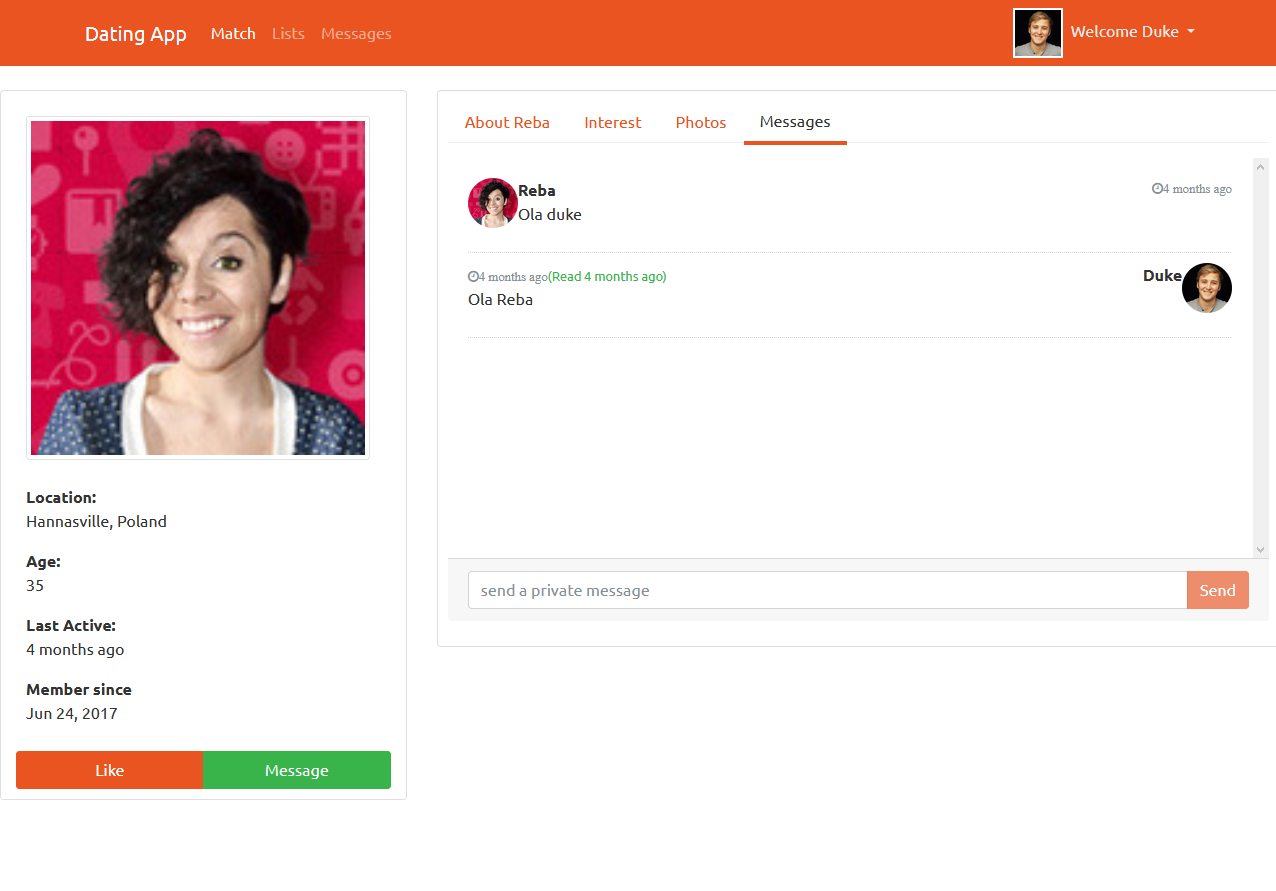 Dating App Match Lists Messages Welcome Duke
About Reba Interest Photos Messages
Reba 4 months ago
Ola duke
4 months ago(Read 4 months ago) Duke
Ola Reba
send a private message Send
Location:
Hannasville, Poland
Age:
35
Last Active:
4 months ago
Member since
Jun 24, 2017
Like Message